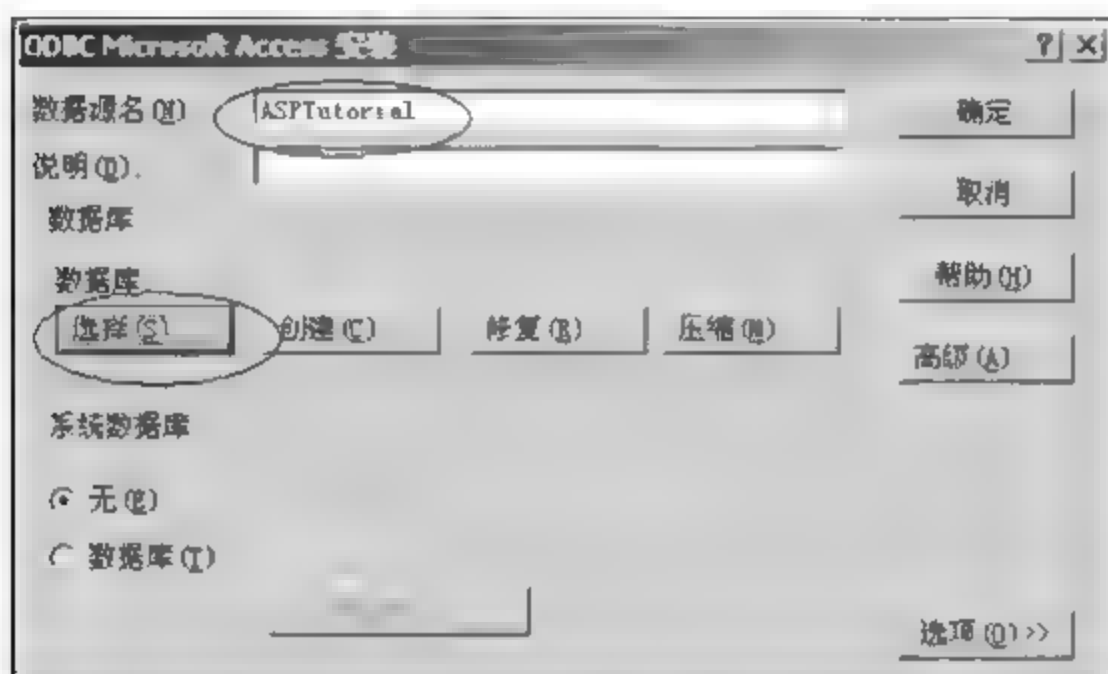 ODBC Microsoft Access 安装
数据源名(N)
ASPTutorial
确定
说明(D).
取消
数据库
数据库
帮助(H)
选择(S)
创建(C)
修复(R)
压缩(M)
高级(A)
系统数据库
无(E)
数据库(T)
选项(O)>>